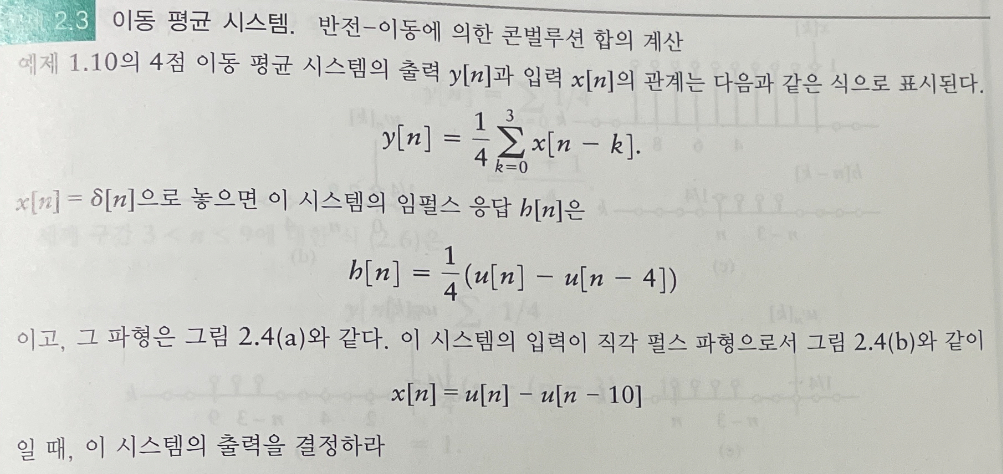 2.3 이동 평균 시스템. 반전-이동에 의한 콘벌루션 합의 계산
예제 1.10의 4점 이동 평균 시스템의 출력 y[n]과 입력 x[n]의 관계는 다음과 같은 식으로 표시된다.
y[n] = \frac{1}{4} \sum_{k=0}^{3} x[n − k].
x[n] = δ[n]으로 놓으면 이 시스템의 임펄스 응답 h[n]은
h[n] = \frac{1}{4}(u[n] − u[n − 4])
이고, 그 파형은 그림 2.4(a)와 같다. 이 시스템의 입력이 직각 펄스 파형으로서 그림 2.4(b)와 같이
x[n] = u[n] − u[n − 10]
일 때, 이 시스템의 출력을 결정하라